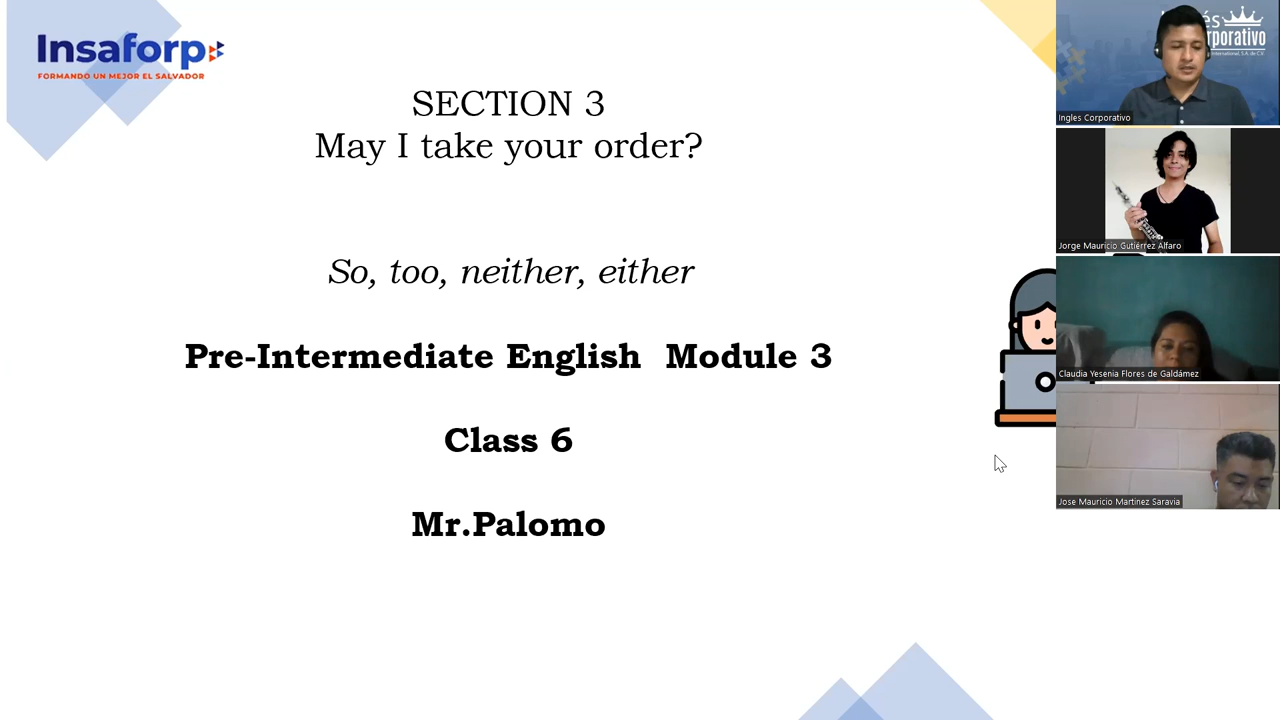 Insaforp
FORMANDO UN MEJOR EL SALVADOR
SECTION 3
May I take your order?
So, too, neither, either
Pre-Intermediate English Module 3
Class 6
Mr.Palomo
Ingles Corporativo
Jorge Mauricio Gutiérrez Alfaro
Claudia Yesenia Flores de Galdámez
Jose Mauricio Martinez Saravia